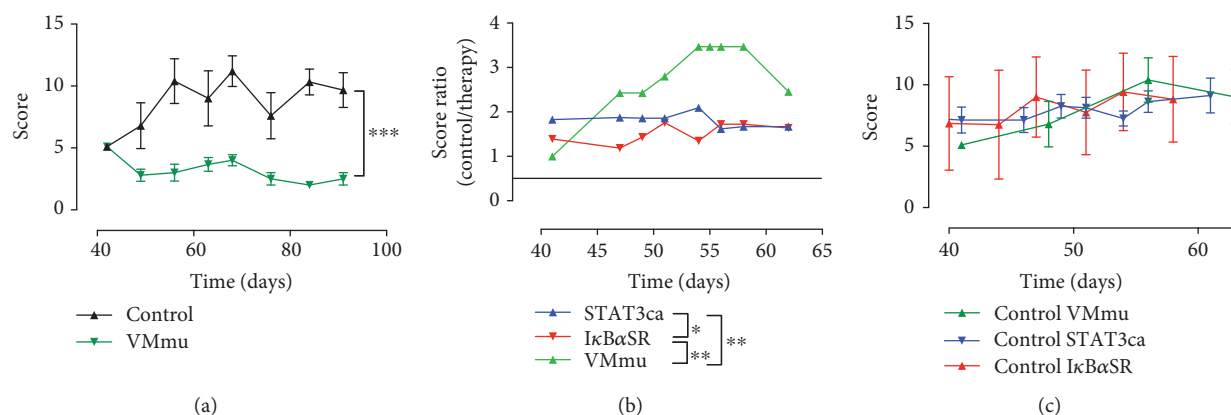 15
10
5
0
Score
40
60
80
100
Time (days)
***
Control
VMmu
(a)
4
3
2
1
0
Score ratio
(control/therapy)
40
45
50
55
60
65
Time (days)
STAT3ca
IκBαSR
VMmu
*
**
**
(b)
15
10
5
0
Score
40
50
60
Time (days)
Control VMmu
Control STAT3ca
Control IκBαSR
(c)